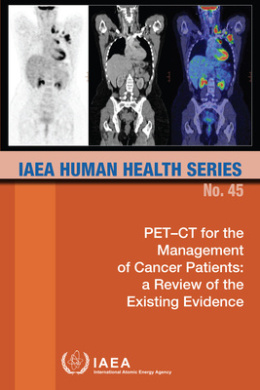 IAEA HUMAN HEALTH SERIES
No. 45
PET–CT for the
Management
of Cancer Patients:
a Review of the
Existing Evidence
IAEA
International Atomic Energy Agency